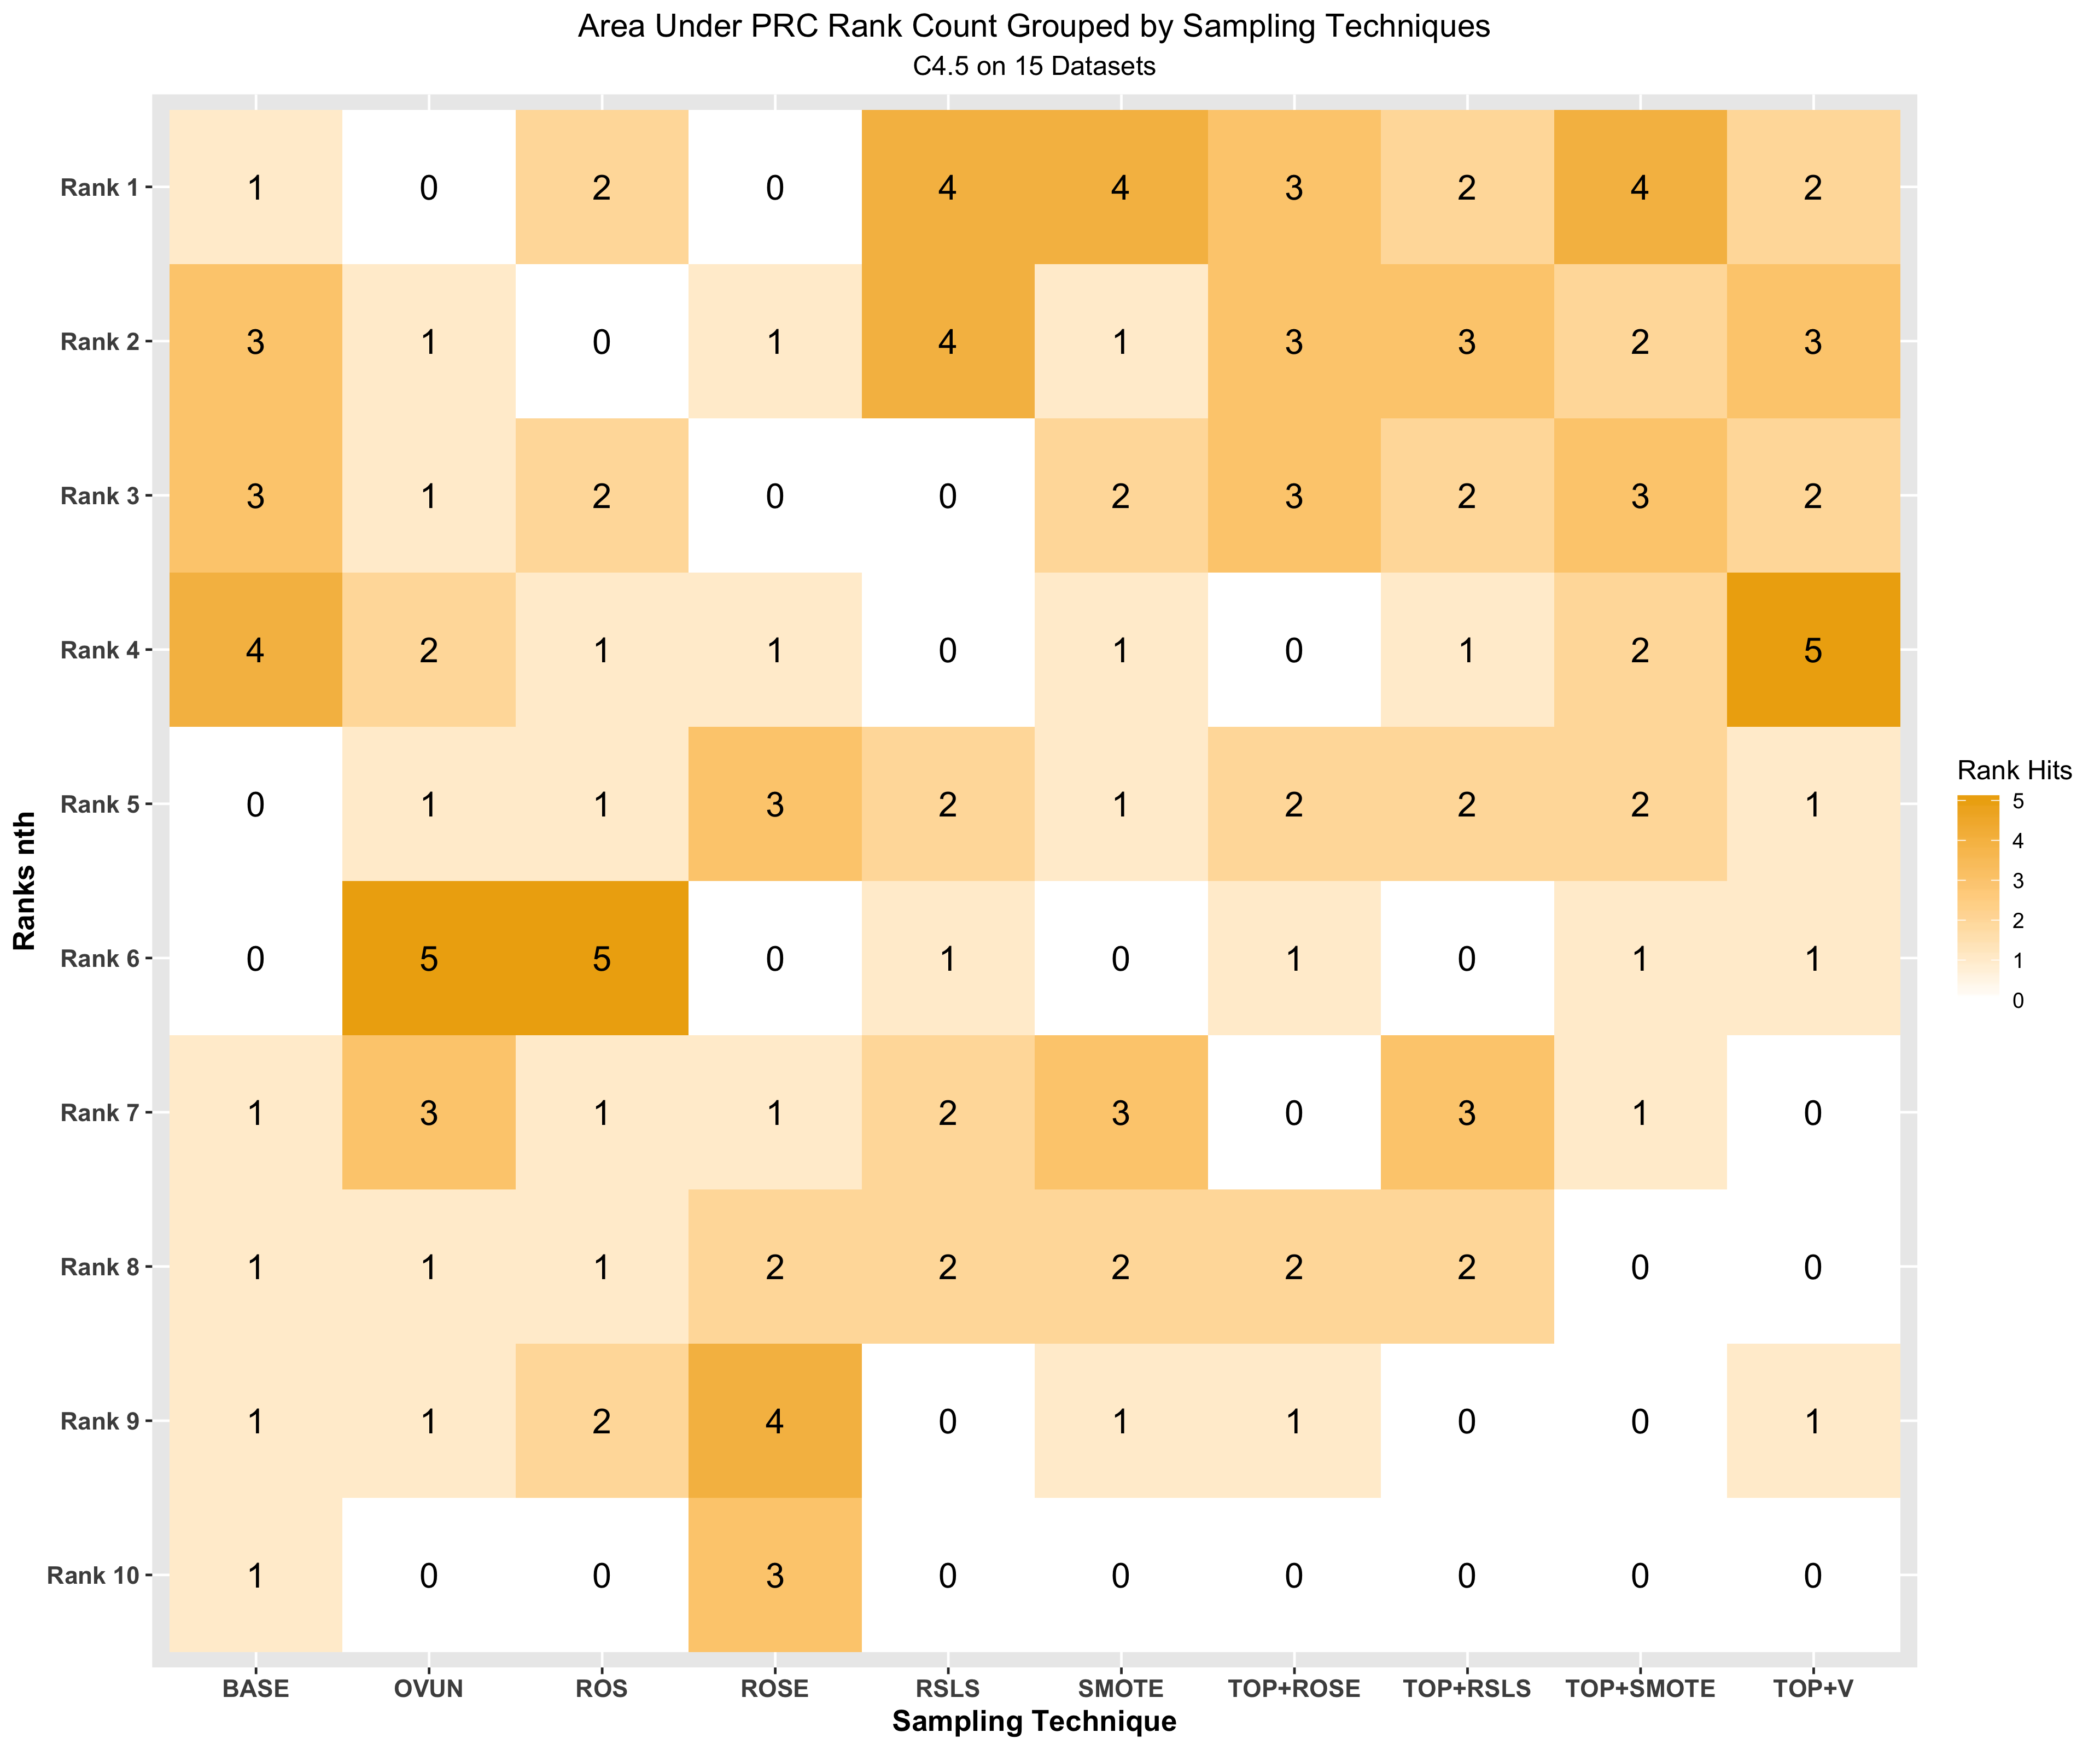 Area Under PRC Rank Count Grouped by Sampling Techniques
C4.5 on 15 Datasets
Rank 1 1 0 2 0 4 4 3 2 4 2
Rank 2 3 1 0 1 4 1 3 3 2 3
Rank 3 3 1 2 0 0 2 3 2 3 2
Rank 4 4 2 1 1 0 1 0 1 2 5
Rank 5 0 1 1 3 2 1 2 2 2 1
Rank 6 0 5 5 0 1 0 1 0 1 1
Rank 7 1 3 1 1 2 3 0 3 1 0
Rank 8 1 1 1 2 2 2 2 2 0 0
Rank 9 1 1 2 4 0 1 1 0 0 1
Rank 10 1 0 0 3 0 0 0 0 0 0
BASE OVUN ROS ROSE RSLS SMOTE TOP+ROSE TOP+RSLS TOP+SMOTE TOP+V
Sampling Technique
Ranks nth
Rank Hits
5
4
3
2
1
0